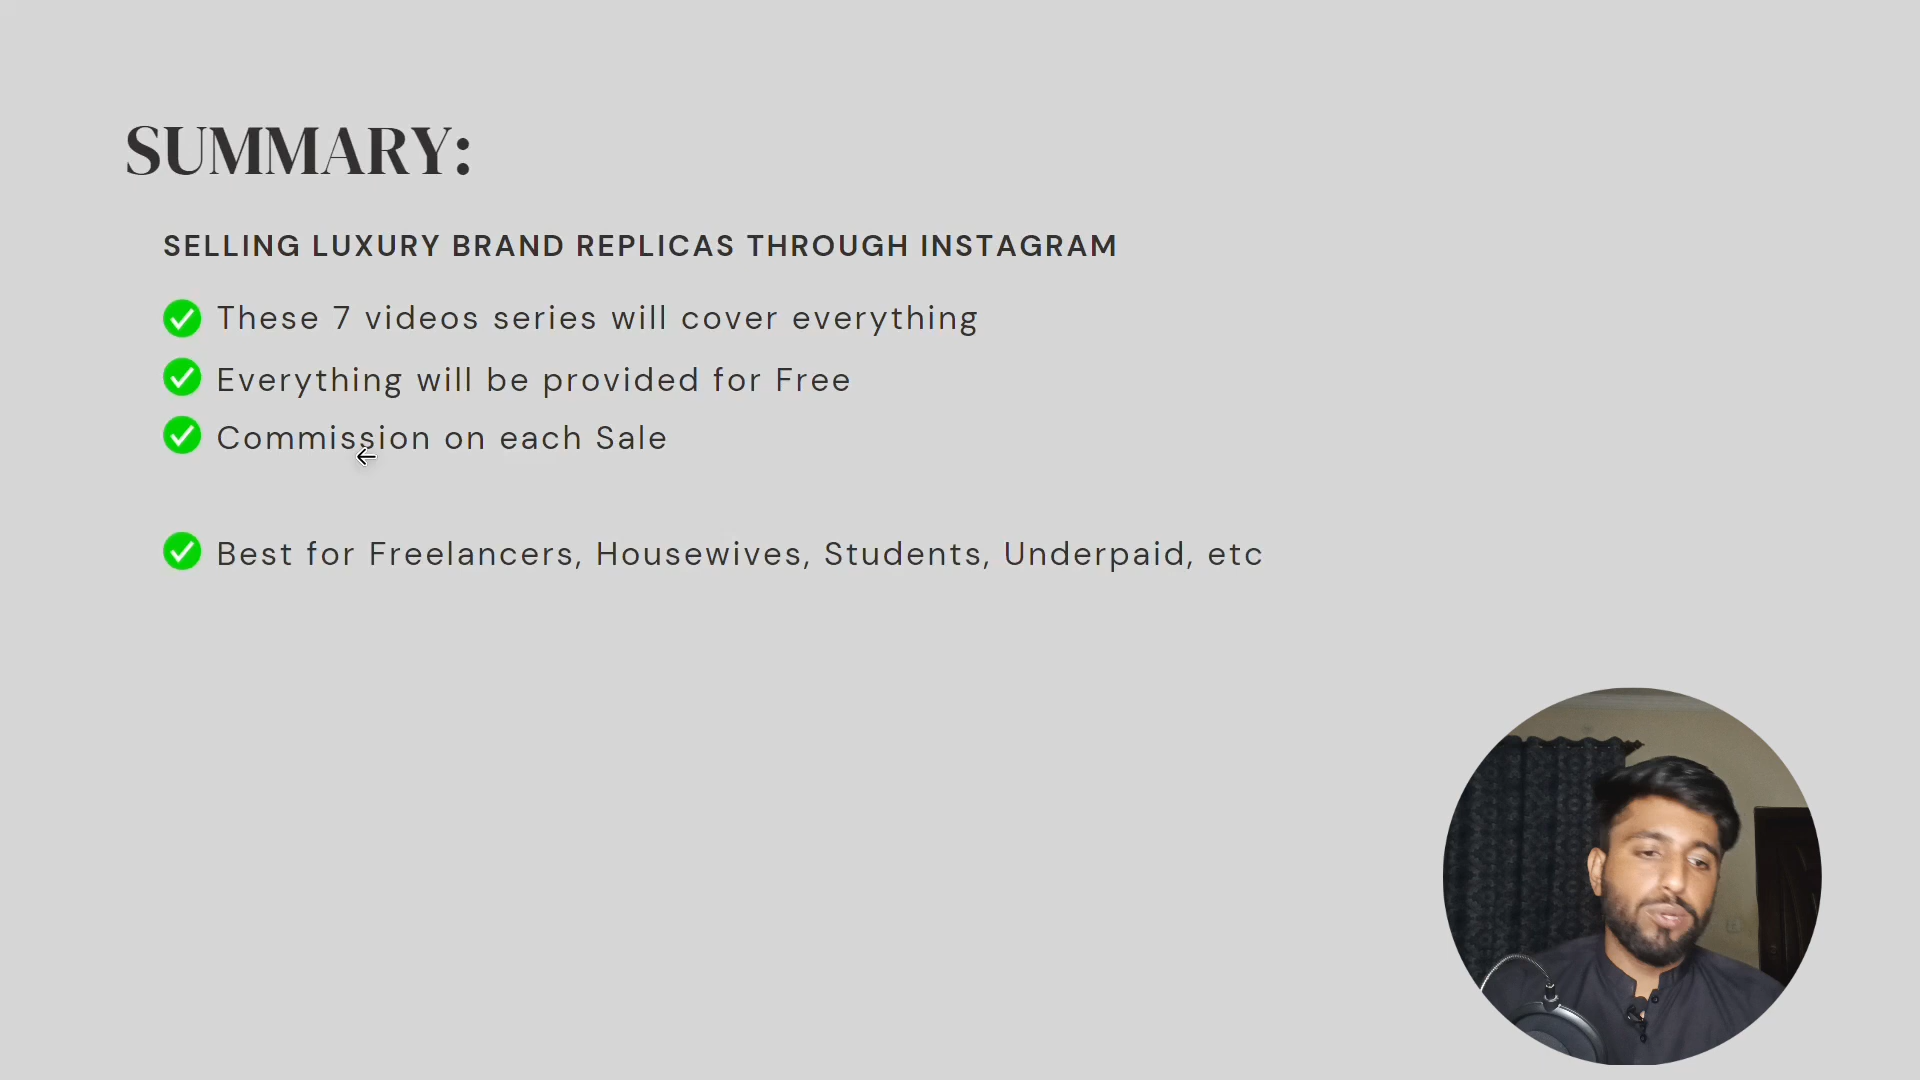 SUMMARY:
SELLING LUXURY BRAND REPLICAS THROUGH INSTAGRAM
These 7 videos series will cover everything
Everything will be provided for Free
Commission on each Sale
Best for Freelancers, Housewives, Students, Underpaid, etc